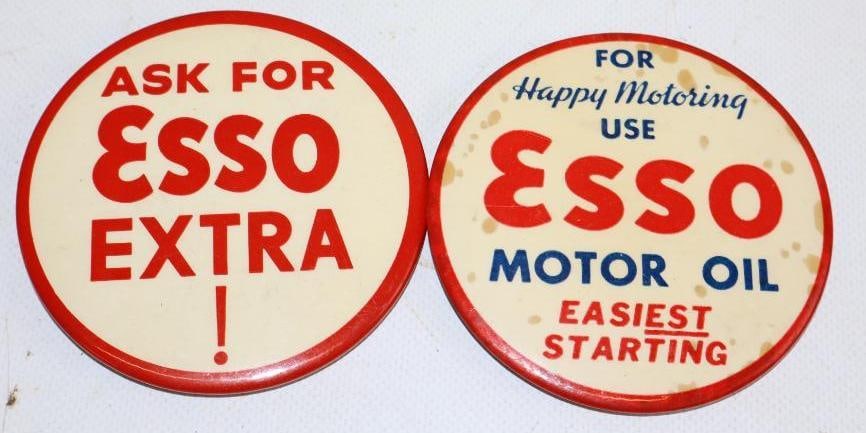 ASK FOR
Esso
EXTRA
!
FOR
Happy Motoring
USE
Esso
MOTOR OIL
EASIEST
STARTING